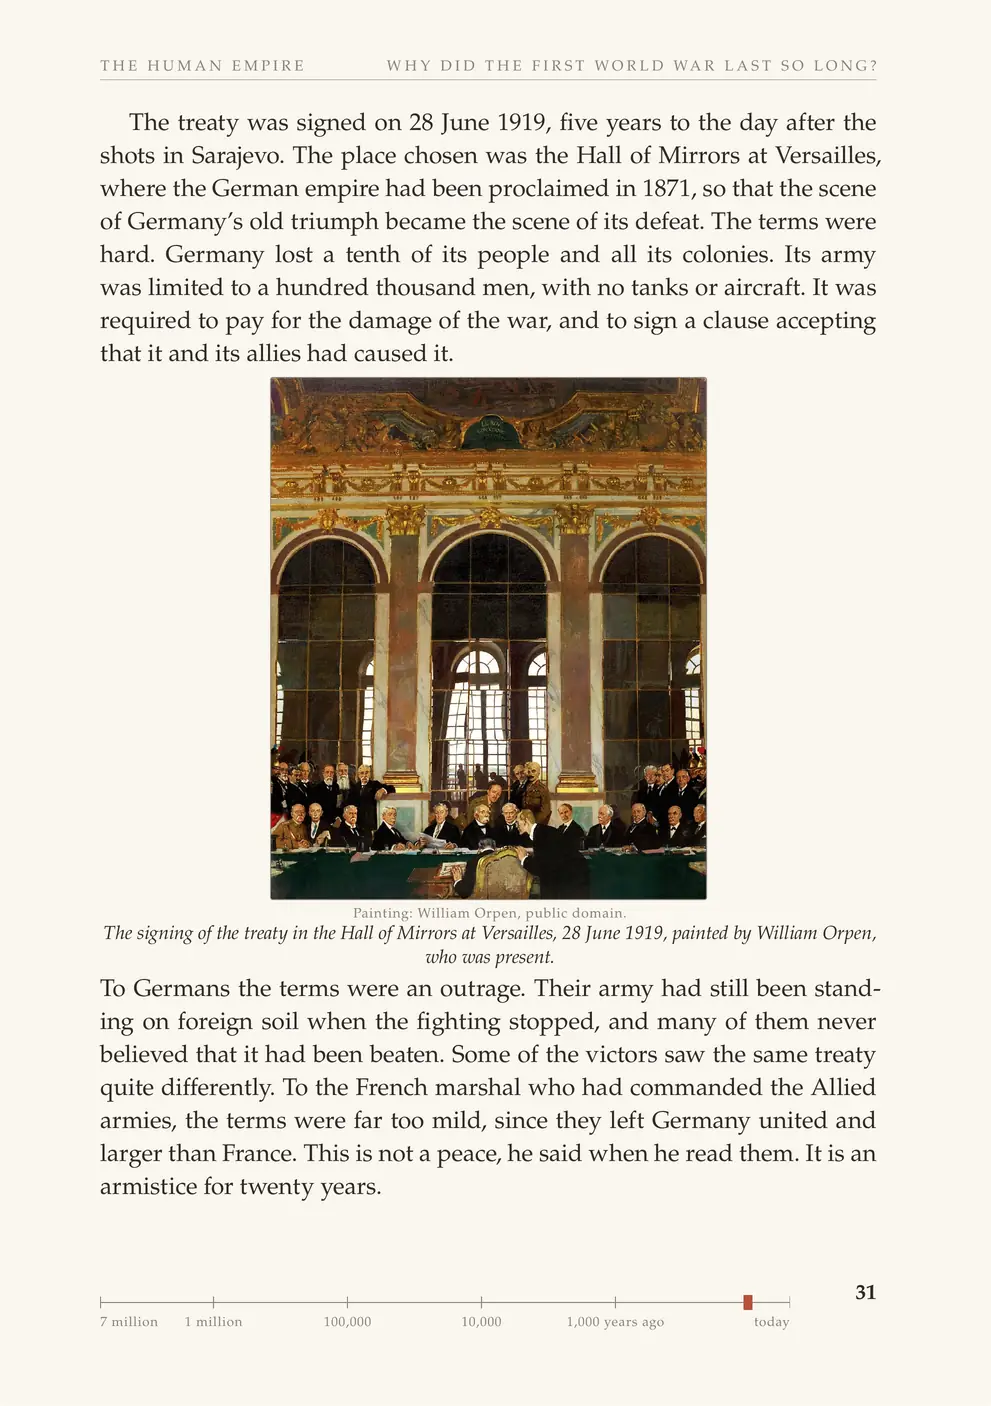 THE HUMAN EMPIRE WHY DID THE FIRST WORLD WAR LAST SO LONG?
The treaty was signed on 28 June 1919, five years to the day after the
shots in Sarajevo. The place chosen was the Hall of Mirrors at Versailles,
where the German empire had been proclaimed in 1871, so that the scene
of Germany’s old triumph became the scene of its defeat. The terms were
hard. Germany lost a tenth of its people and all its colonies. Its army
was limited to a hundred thousand men, with no tanks or aircraft. It was
required to pay for the damage of the war, and to sign a clause accepting
that it and its allies had caused it.
Painting: William Orpen, public domain.
The signing of the treaty in the Hall of Mirrors at Versailles, 28 June 1919, painted by William Orpen,
who was present.
To Germans the terms were an outrage. Their army had still been stand-
ing on foreign soil when the fighting stopped, and many of them never
believed that it had been beaten. Some of the victors saw the same treaty
quite differently. To the French marshal who had commanded the Allied
armies, the terms were far too mild, since they left Germany united and
larger than France. This is not a peace, he said when he read them. It is an
armistice for twenty years.
31
7 million 1 million 100,000 10,000 1,000 years ago today